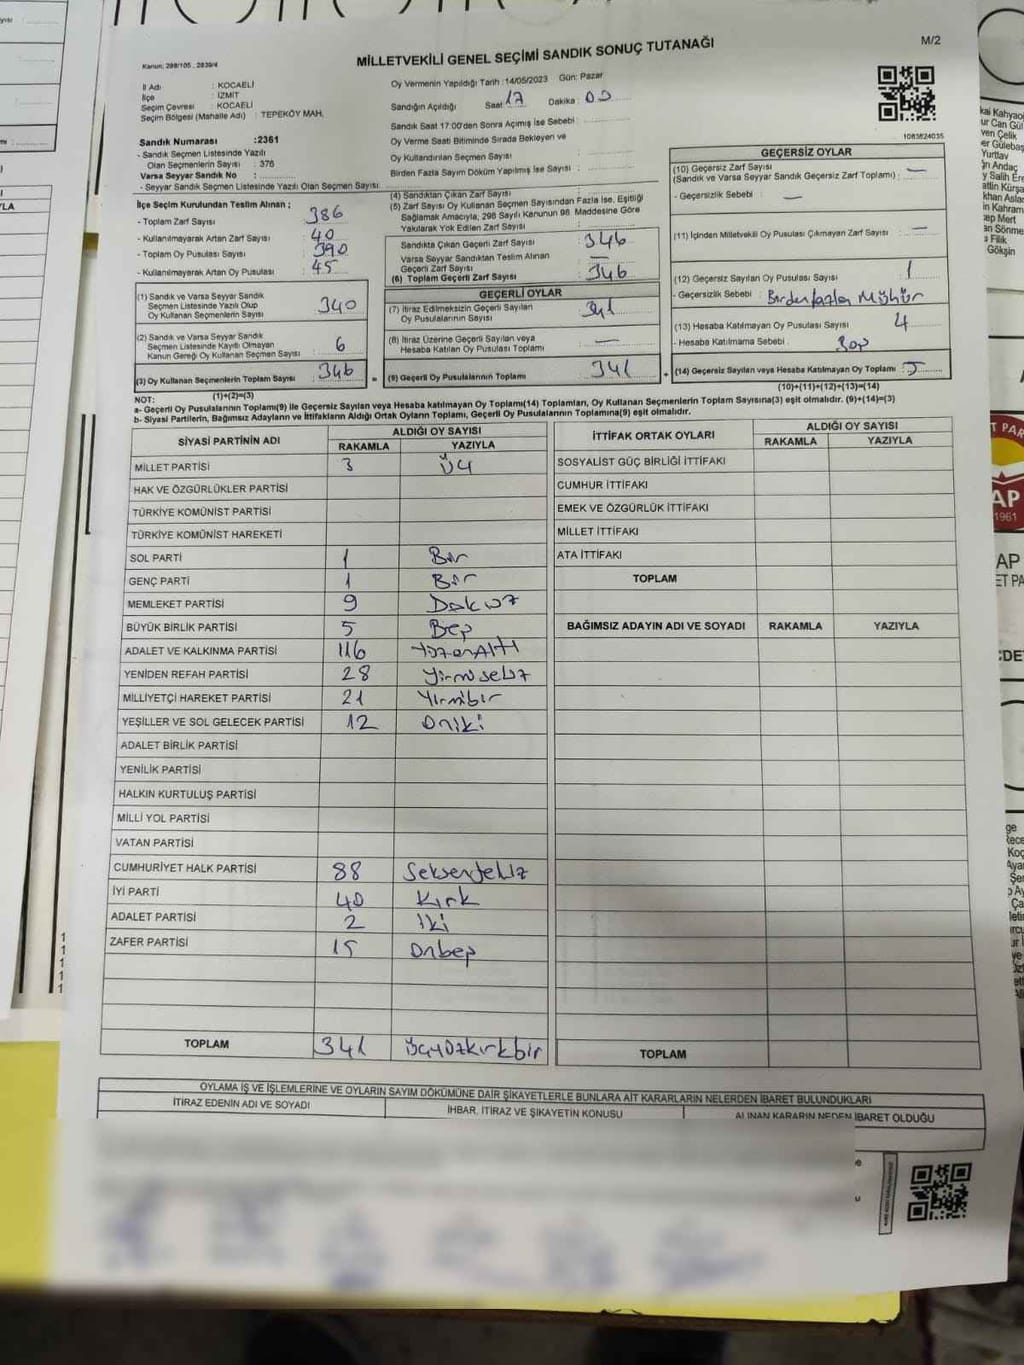 M/2
MİLLETVEKİLİ GENEL SEÇİMİ SANDIK SONUÇ TUTANAĞI
Kanun: 298/105 , 2839/4
İl Adı : KOCAELİ
İlçe : İZMİT
Seçim Çevresi : KOCAELİ
Seçim Bölgesi (Mahalle Adı) : TEPEKÖY MAH.
Oy Vermenin Yapıldığı Tarih :14/05/2023 Gün: Pazar
Sandığın Açıldığı Saat : 17 Dakika : 00
Sandık Saat 17:00'den Sonra Açımış İse Sebebi :
Oy Verme Saati Bitiminde Sırada Bekleyen ve
Oy Kullandırılan Seçmen Sayısı :
Birden Fazla Sayım Döküm Yapılmış İse Sayısı :
1083824035
Sandık Numarası :2361
- Sandık Seçmen Listesinde Yazılı
Olan Seçmenlerin Sayısı : 376
Varsa Seyyar Sandık No :
- Seyyar Sandık Seçmen Listesinde Yazılı Olan Seçmen Sayısı
İlçe Seçim Kurulundan Teslim Alınan ;
- Toplam Zarf Sayısı 386
- Kullanılmayarak Artan Zarf Sayısı 40
- Toplam Oy Pusulası Sayısı 390
- Kullanılmayarak Artan Oy Pusulası 45
(1) Sandık ve Varsa Seyyar Sandık
Seçmen Listesinde Yazılı Olup
Oy Kullanan Seçmenlerin Sayısı 340
(2) Sandık ve Varsa Seyyar Sandık
Seçmen Listesinde Kayıtlı Olmayan
Kanun Gereği Oy Kullanan Seçmen Sayısı 6
(3) Oy Kullanan Seçmenlerin Toplam Sayısı 346
(1)+(2)=(3)
(4) Sandıktan Çıkan Zarf Sayısı
(5) Zarf Sayısı Oy Kullanan Seçmen Sayısından Fazla İse, Eşitliği
Sağlamak Amacıyla, 298 Sayılı Kanunun 98. Maddesine Göre
Yakılarak Yok Edilen Zarf Sayısı :
Sandıkta Çıkan Geçerli Zarf Sayısı 346
Varsa Seyyar Sandıktan Teslim Alınan
Geçerli Zarf Sayısı —
(6) Toplam Geçerli Zarf Sayısı 346
GEÇERLİ OYLAR
(7) İtiraz Edilmeksizin Geçerli Sayılan
Oy Pusulalarının Sayısı 341
(8) İtiraz Üzerine Geçerli Sayılan veya
Hesaba Katılan Oy Pusulası Toplamı —
(9) Geçerli Oy Pusulalarının Toplamı 341
GEÇERSİZ OYLAR
(10) Geçersiz Zarf Sayısı
(Sandık ve Varsa Seyyar Sandık Geçersiz Zarf Toplamı) : —
- Geçersizlik Sebebi : —
(11) İçinden Milletvekili Oy Pusulası Çıkmayan Zarf Sayısı : —
(12) Geçersiz Sayılan Oy Pusulası Sayısı : 1
- Geçersizlik Sebebi : Birden fazla Mühür
(13) Hesaba Katılmayan Oy Pusulası Sayısı : 4
- Hesaba Katılmama Sebebi : Boş
(14) Geçersiz Sayılan veya Hesaba Katılmayan Oy Toplamı : 5
(10)+(11)+(12)+(13)=(14)
NOT:
a- Geçerli Oy Pusulalarının Toplamı(9) ile Geçersiz Sayılan veya Hesaba katılmayan Oy Toplamı(14) Toplamları, Oy Kullanan Seçmenlerin Toplam Sayısına(3) eşit olmalıdır. (9)+(14)=(3)
b- Siyasi Partilerin, Bağımsız Adayların ve İttifakların Aldığı Ortak Oyların Toplamı, Geçerli Oy Pusulalarının Toplamına(9) eşit olmalıdır.
SİYASİ PARTİNİN ADI ALDIĞI OY SAYISI
RAKAMLA YAZIYLA
MİLLET PARTİSİ 3 Üç
HAK VE ÖZGÜRLÜKLER PARTİSİ
TÜRKİYE KOMÜNİST PARTİSİ
TÜRKİYE KOMÜNİST HAREKETİ
SOL PARTİ 1 Bir
GENÇ PARTİ 1 Bir
MEMLEKET PARTİSİ 9 Dokuz
BÜYÜK BİRLİK PARTİSİ 5 Beş
ADALET VE KALKINMA PARTİSİ 116
YENİDEN REFAH PARTİSİ 28 Yirmisekiz
MİLLİYETÇİ HAREKET PARTİSİ 21 Yirmibir
YEŞİLLER VE SOL GELECEK PARTİSİ 12 Oniki
ADALET BİRLİK PARTİSİ
YENİLİK PARTİSİ
HALKIN KURTULUŞ PARTİSİ
MİLLİ YOL PARTİSİ
VATAN PARTİSİ
CUMHURİYET HALK PARTİSİ 88 Seksensekiz
İYİ PARTİ 40 Kırk
ADALET PARTİSİ 2 İki
ZAFER PARTİSİ 15 Onbeş
TOPLAM 341 Üçyüzkırkbir
İTTİFAK ORTAK OYLARI ALDIĞI OY SAYISI
RAKAMLA YAZIYLA
SOSYALİST GÜÇ BİRLİĞİ İTTİFAKI
CUMHUR İTTİFAKI
EMEK VE ÖZGÜRLÜK İTTİFAKI
MİLLET İTTİFAKI
ATA İTTİFAKI
TOPLAM
BAĞIMSIZ ADAYIN ADI VE SOYADI RAKAMLA YAZIYLA
TOPLAM
OYLAMA İŞ VE İŞLEMLERİNE VE OYLARIN SAYIM DÖKÜMÜNE DAİR ŞİKAYETLERLE BUNLARA AİT KARARLARIN NELERDEN İBARET BULUNDUKLARI
İTİRAZ EDENİN ADI VE SOYADI
İHBAR, İTİRAZ VE ŞİKAYETİN KONUSU
ALINAN KARARIN NEDEN İBARET OLDUĞU